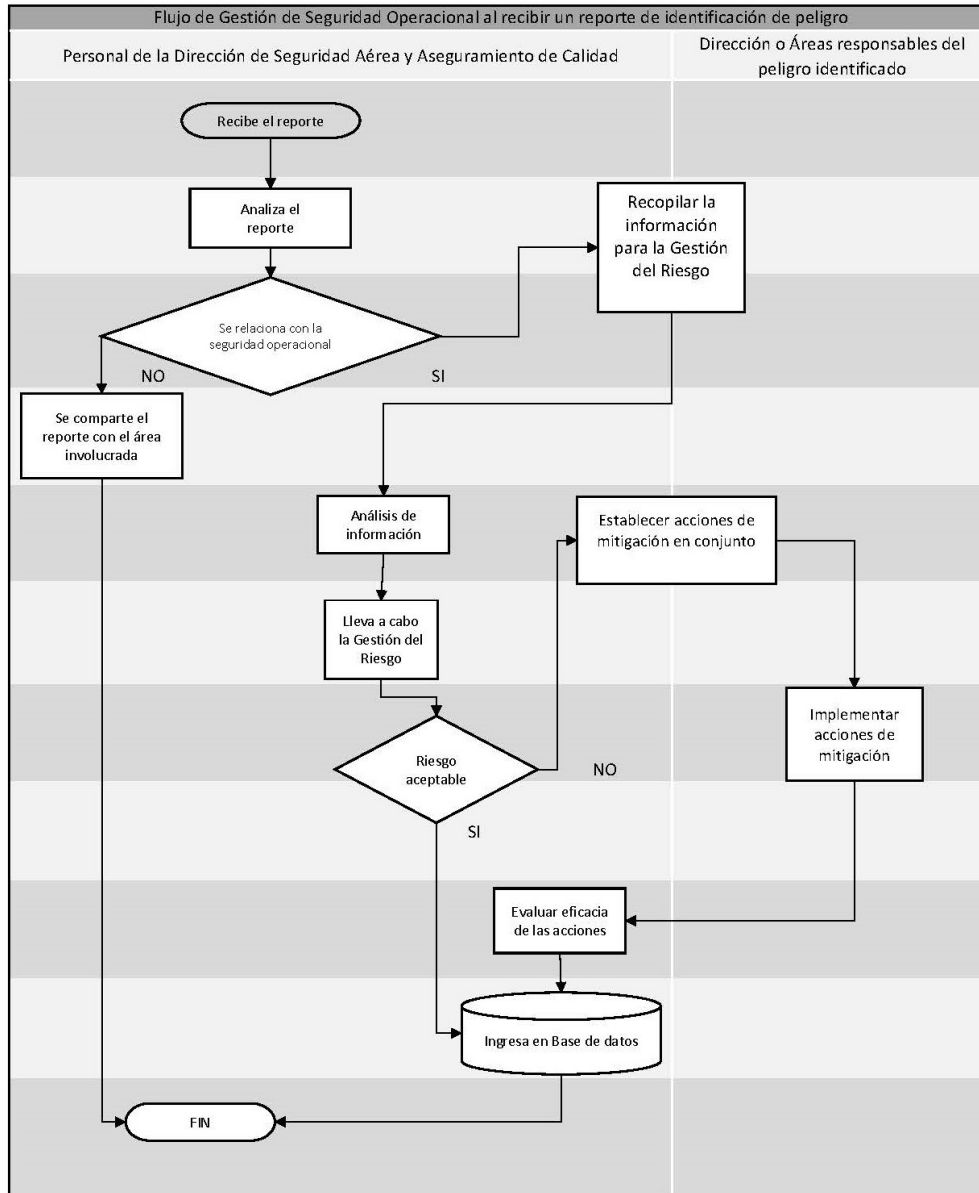 Flujo de Gestión de Seguridad Operacional al recibir un reporte de identificación de peligro
Personal de la Dirección de Seguridad Aérea y Aseguramiento de Calidad
Dirección o Áreas responsables del
peligro identificado
Recibe el reporte
Analiza el
reporte
Recopilar la
información
para la Gestión
del Riesgo
Se relaciona con la
seguridad operacional
NO
SI
Se comparte el
reporte con el área
involucrada
Análisis de
información
Establecer acciones de
mitigación en conjunto
Lleva a cabo
la Gestión del
Riesgo
Implementar
acciones de
mitigación
Riesgo
aceptable
NO
SI
Evaluar eficacia
de las acciones
Ingresa en Base de datos
FIN